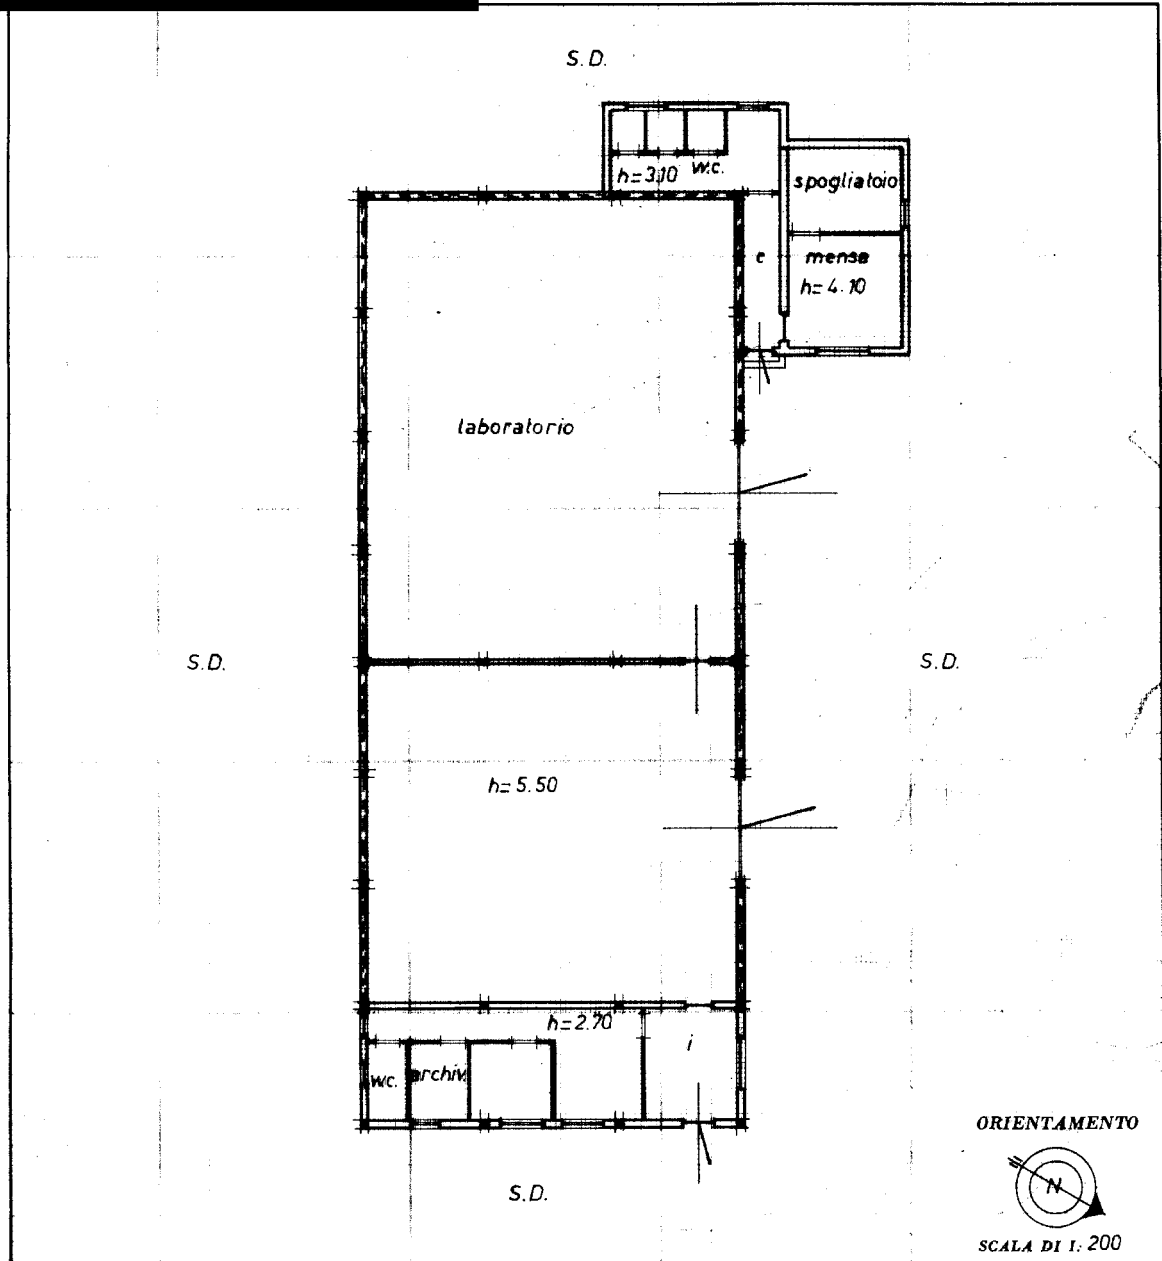 S.D.
h=3.10 w.c.
spogliatoio
e mensa
h=4.10
laboratorio
S.D.
S.D.
h=5.50
h=2.70
i
w.c. archiv.
S.D.
ORIENTAMENTO
N
SCALA DI 1: 200